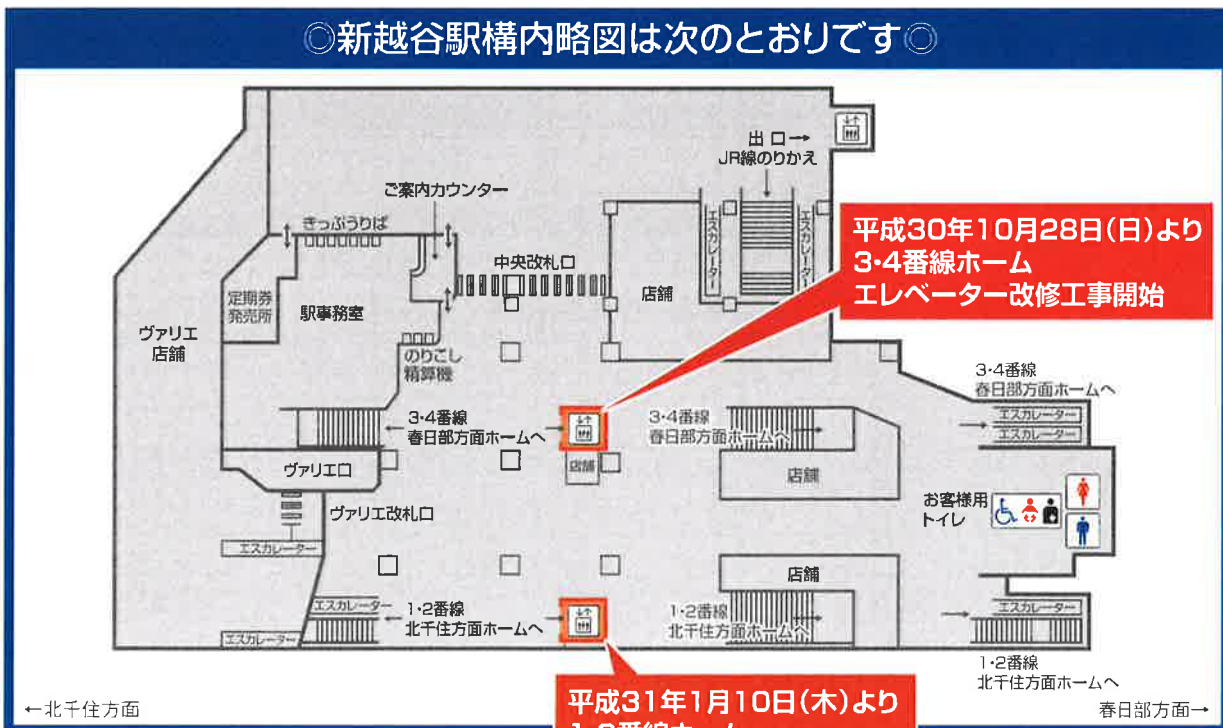 ◎新越谷駅構内略図は次のとおりです◎
出口→
JR線のりかえ
ご案内カウンター
きっぷうりば
エスカレーター
エスカレーター
平成30年10月28日(日)より
3・4番線ホーム
エレベーター改修工事開始
中央改札口
店舗
定期券
発売所
駅事務室
ヴァリエ
店舗
のりこし
精算機
3・4番線
春日部方面ホームへ
エスカレーター
エスカレーター
3・4番線
春日部方面ホームへ
3・4番線
春日部方面ホームへ
店舗
店舗
ヴァリエ口
ヴァリエ改札口
お客様用
トイレ
エスカレーター
店舗
エスカレーター
1・2番線
北千住方面ホームへ
1・2番線
北千住方面ホームへ
エスカレーター
エスカレーター
1・2番線
北千住方面ホームへ
平成31年1月10日(木)より
←北千住方面
春日部方面→